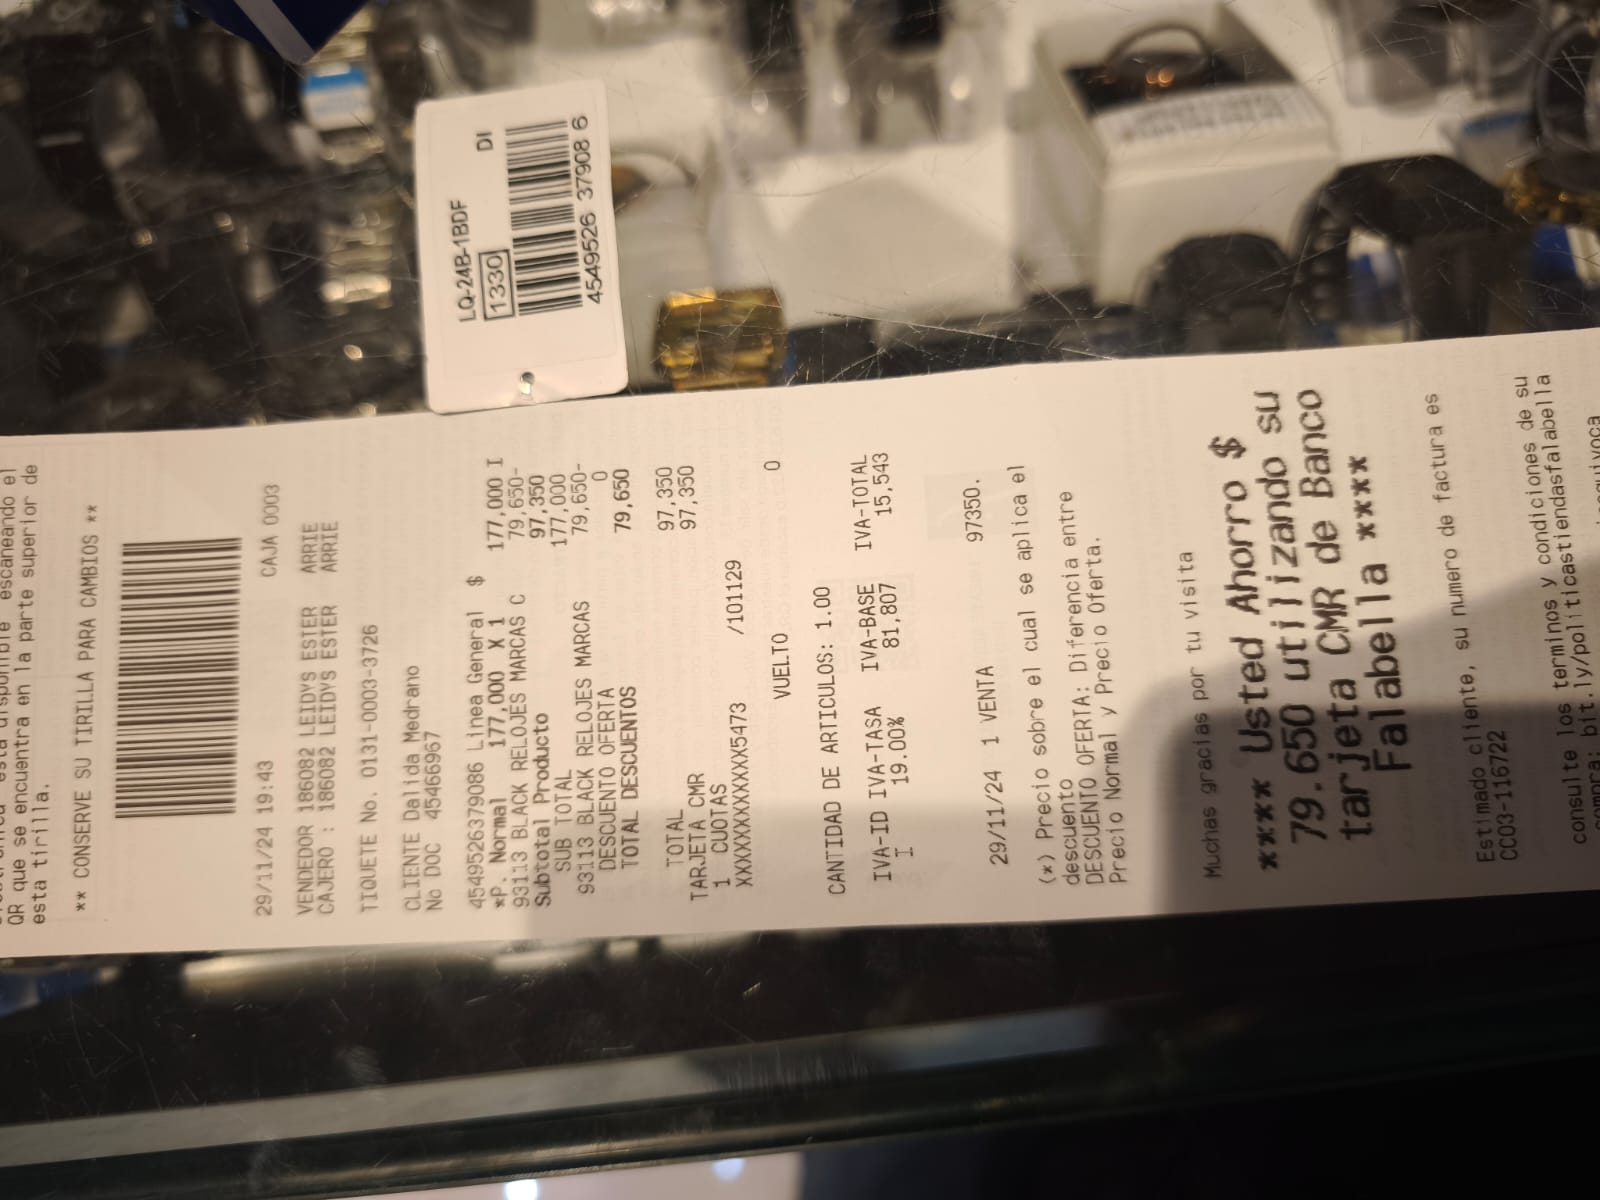 QR que se encuentra en la parte superior de
esta tirilla.
** CONSERVE SU TIRILLA PARA CAMBIOS **
29/11/24 19:43 CAJA 0003
VENDEDOR 186082 LEIDYS ESTER ARRIE
CAJERO : 186082 LEIDYS ESTER ARRIE
TIQUETE No. 0131-0003-3726
CLIENTE Dalida Medrano
No DOC 45466967
4549526379086 Linea General $ 177,000 I
*P. Normal 177,000 X 1 79,650-
93113 BLACK RELOJES MARCAS C 97,350
Subtotal Producto 177,000
SUB TOTAL 79,650-
93113 BLACK RELOJES MARCAS 0
DESCUENTO OFERTA 79,650
TOTAL DESCUENTOS
TOTAL 97,350
TARJETA CMR 97,350
1 CUOTAS
XXXXXXXXXXXX5473 /101129
VUELTO 0
CANTIDAD DE ARTICULOS: 1.00
IVA-ID IVA-TASA IVA-BASE IVA-TOTAL
I 19.00% 81,807 15,543
29/11/24 1 VENTA 97350.
(*) Precio sobre el cual se aplica el
descuento
DESCUENTO OFERTA: Diferencia entre
Precio Normal y Precio Oferta.
Muchas gracias por tu visita
**** Usted Ahorro $
79.650 utilizando su
tarjeta CMR de Banco
Falabella ****
Estimado cliente, su numero de factura es
CC03-116722
consulte los terminos y condiciones de su
compra: bit.ly/politicastiendasfalabella
LQ-24B-1BDF
1330 DI
4549526 37908 6